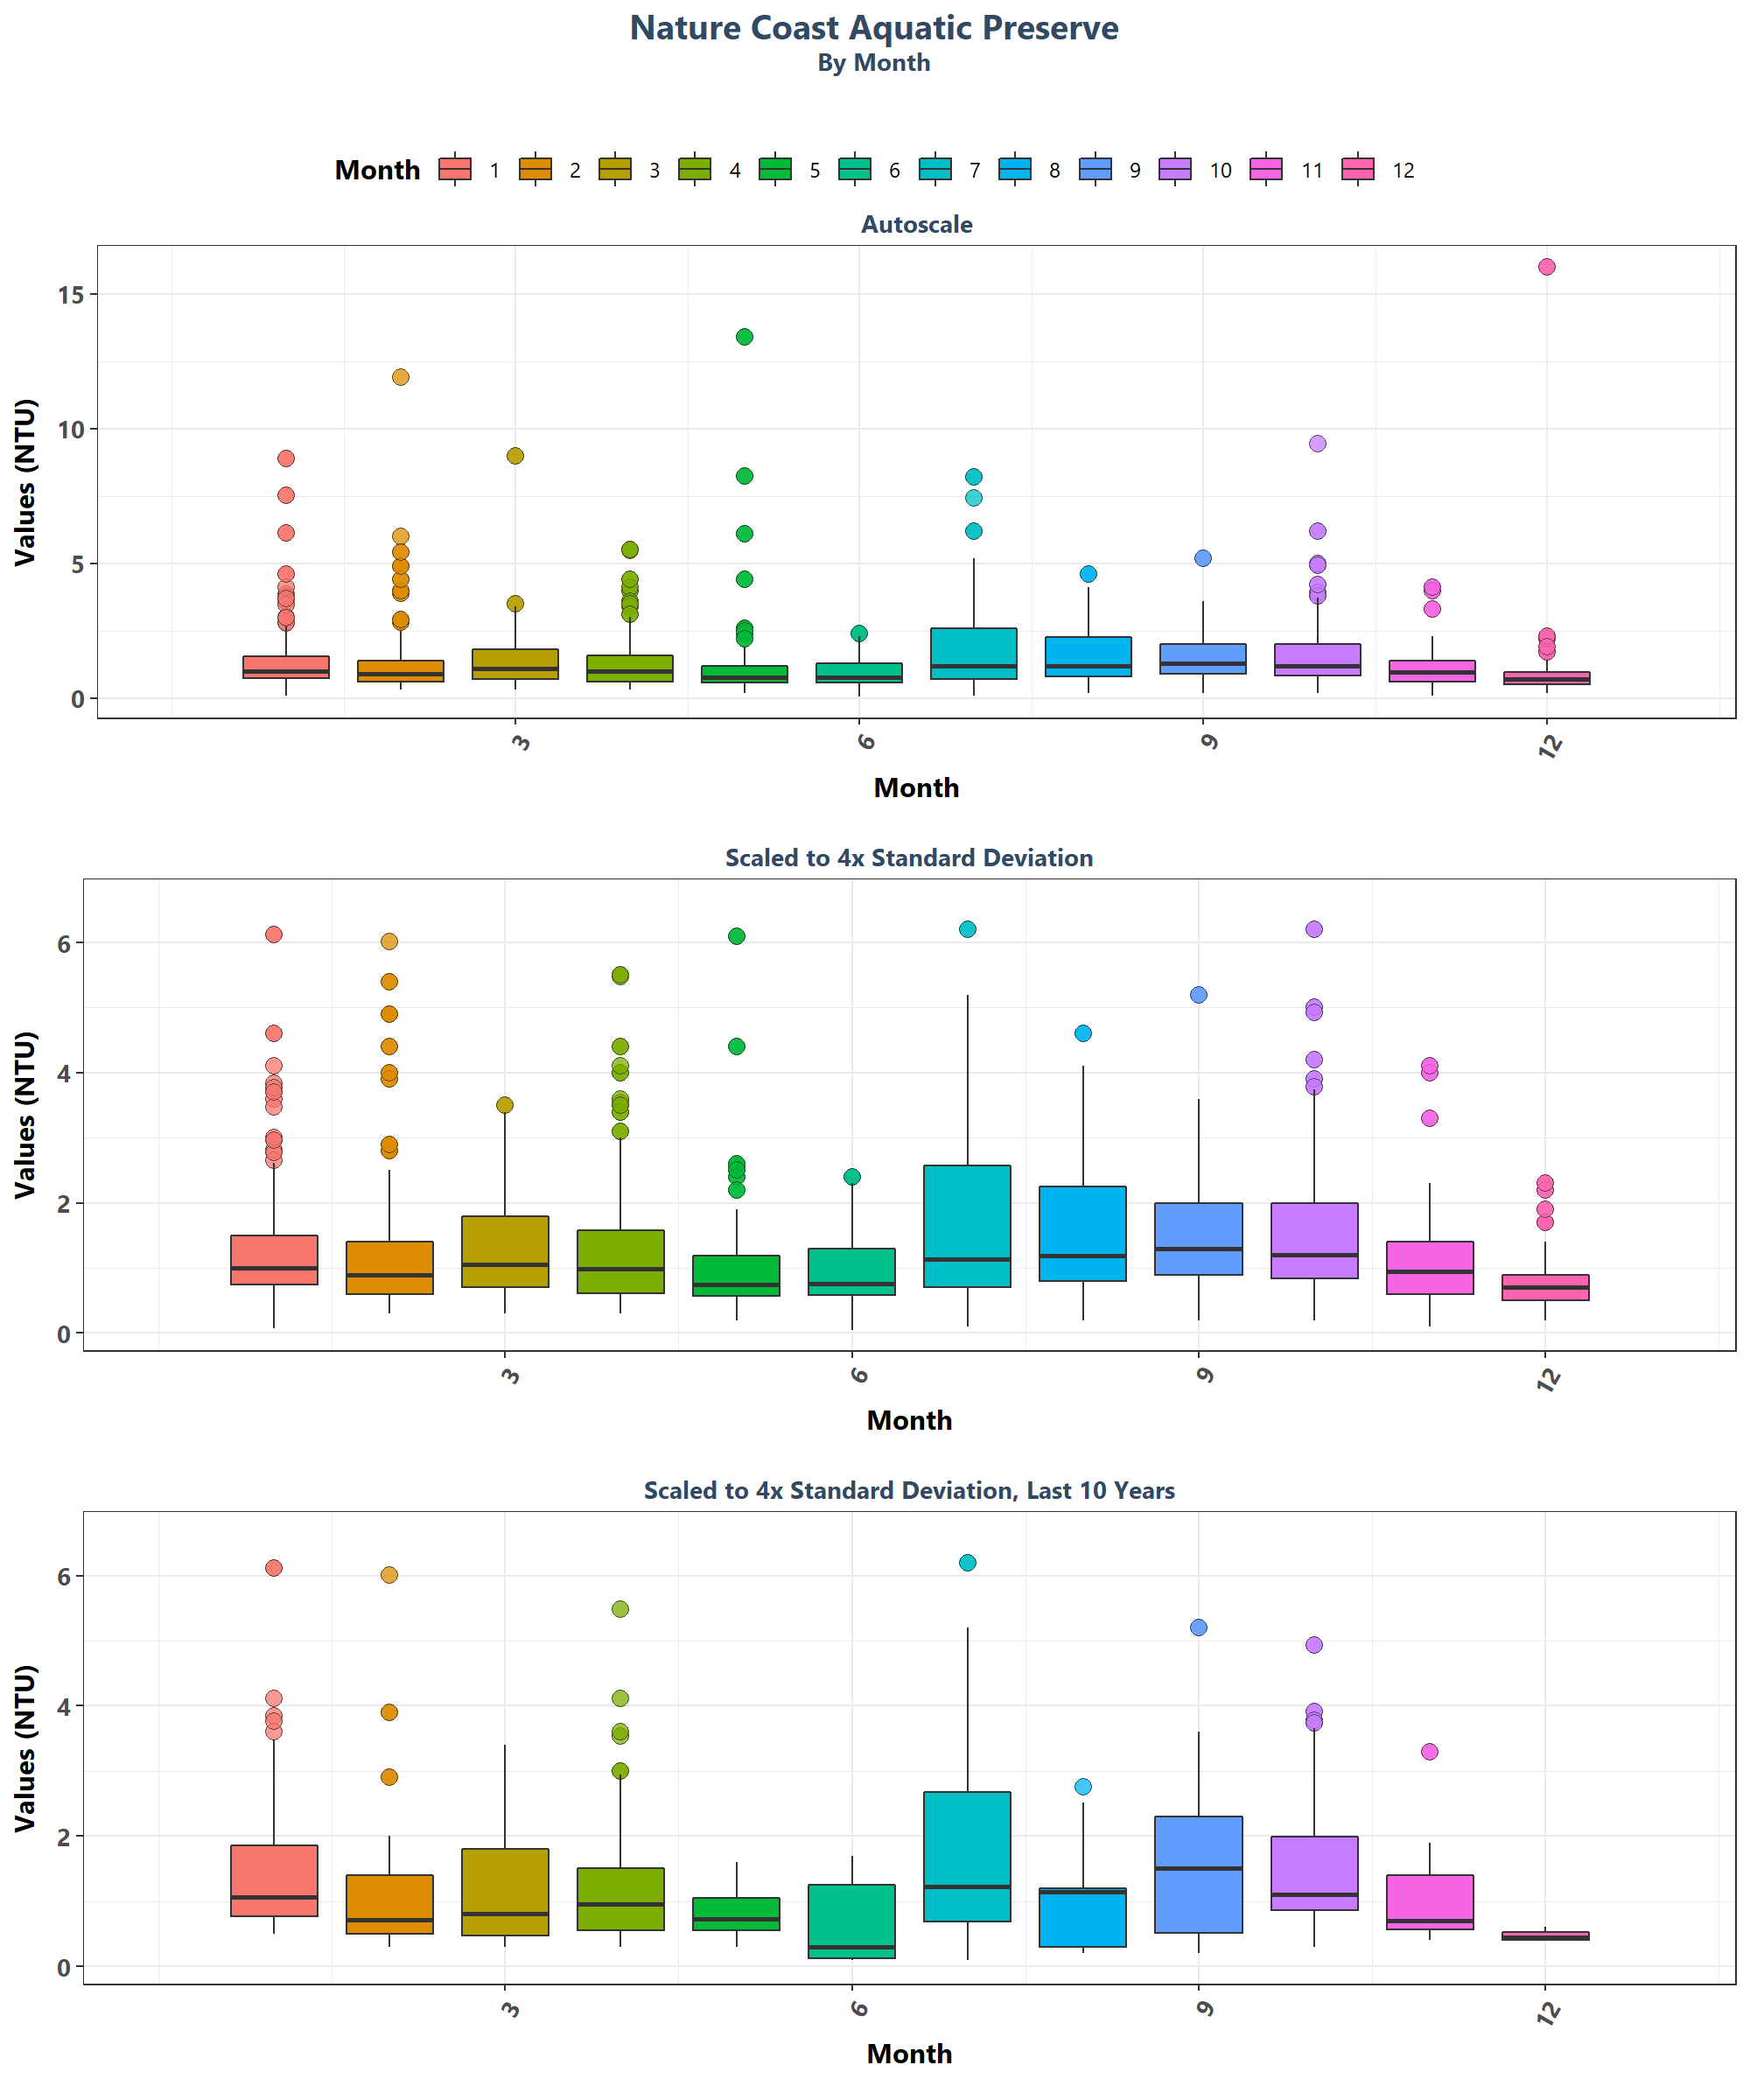 Nature Coast Aquatic Preserve
By Month
Month 1 2 3 4 5 6 7 8 9 10 11 12
Autoscale
Values (NTU)
15
10
5
0
3 6 9 12
Month
Scaled to 4x Standard Deviation
Values (NTU)
6
4
2
0
3 6 9 12
Month
Scaled to 4x Standard Deviation, Last 10 Years
Values (NTU)
6
4
2
0
3 6 9 12
Month